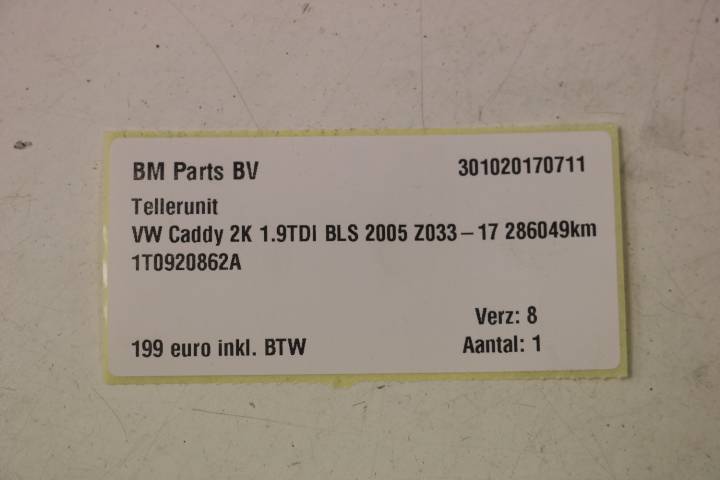 BM Parts BV 301020170711
Tellerunit
VW Caddy 2K 1.9TDI BLS 2005 Z033-17 286049km
1T0920862A
Verz: 8
199 euro inkl. BTW Aantal: 1